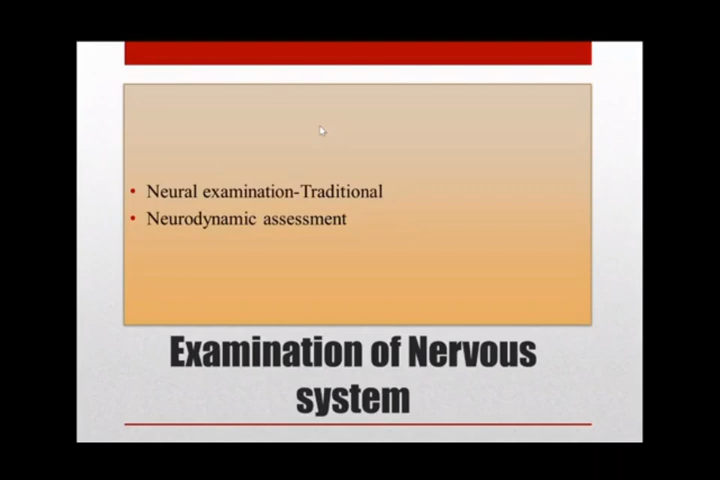 • Neural examination-Traditional
• Neurodynamic assessment
Examination of Nervous
system